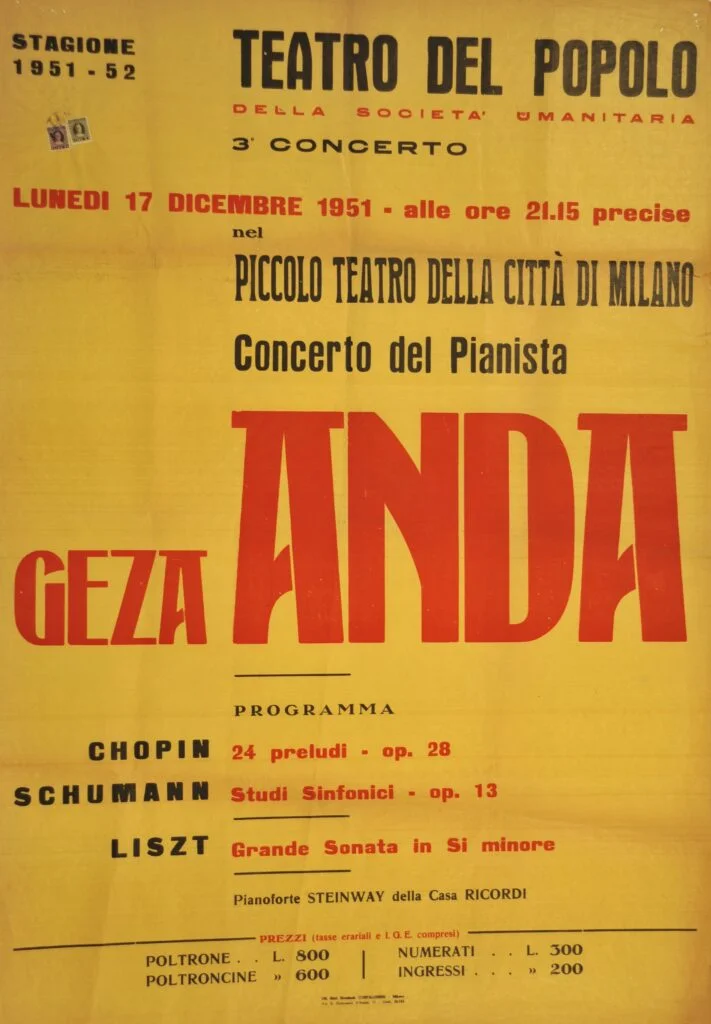 STAGIONE
1951 - 52
TEATRO DEL POPOLO
DELLA SOCIETA' UMANITARIA
3° CONCERTO
LUNEDI 17 DICEMBRE 1951 - alle ore 21.15 precise
nel
PICCOLO TEATRO DELLA CITTÀ DI MILANO
Concerto del Pianista
GEZA ANDA
PROGRAMMA
CHOPIN 24 preludi - op. 28
SCHUMANN Studi Sinfonici - op. 13
LISZT Grande Sonata in Si minore
Pianoforte STEINWAY della Casa RICORDI
PREZZI (tasse erariali e I. G. E. compresi)
POLTRONE . . L. 800
POLTRONCINE » 600
NUMERATI . . L. 300
INGRESSI . . . » 200